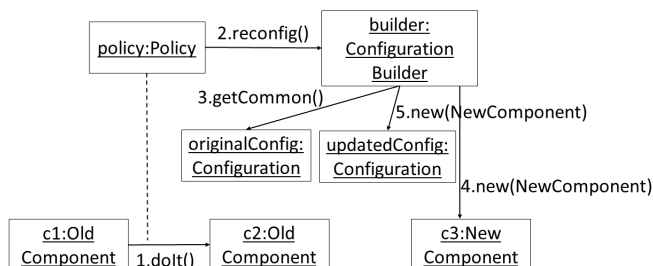 2.reconfig()
builder:
Configuration
Builder
policy:Policy
3.getCommon()
5.new(NewComponent)
originalConfig:
Configuration
updatedConfig:
Configuration
4.new(NewComponent)
c1:Old
Component
1.doIt()
c2:Old
Component
c3:New
Component